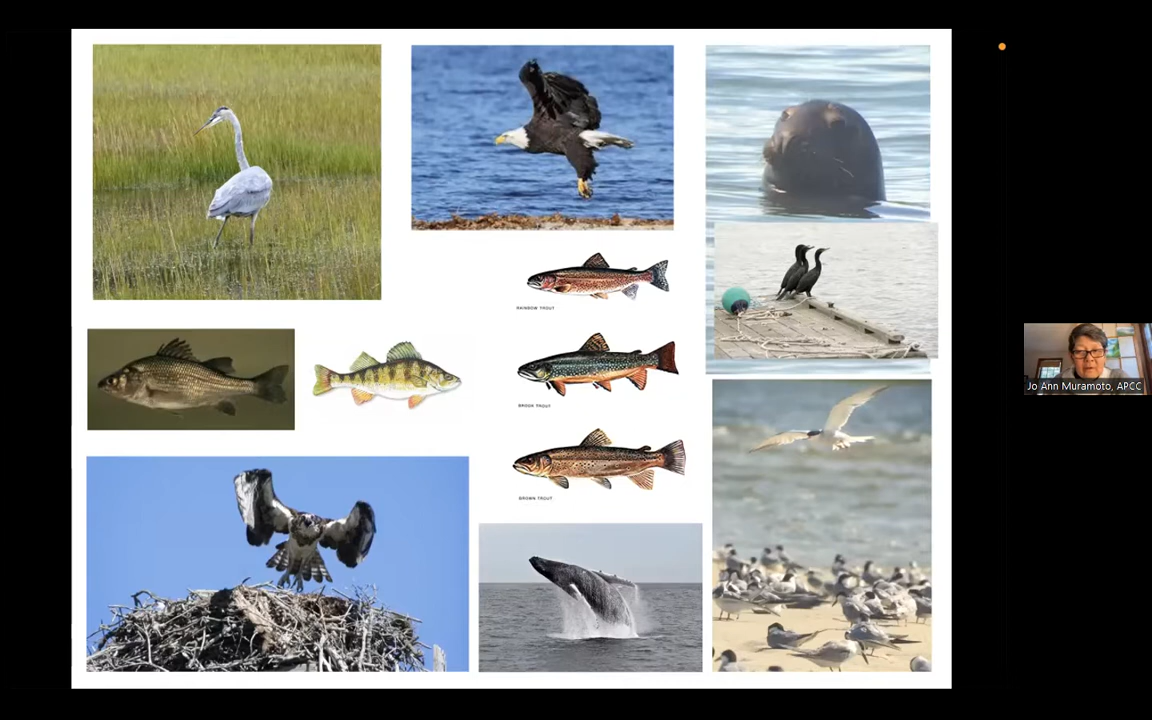 RAINBOW TROUT
BROOK TROUT
BROWN TROUT
Jo Ann Muramoto, APCC